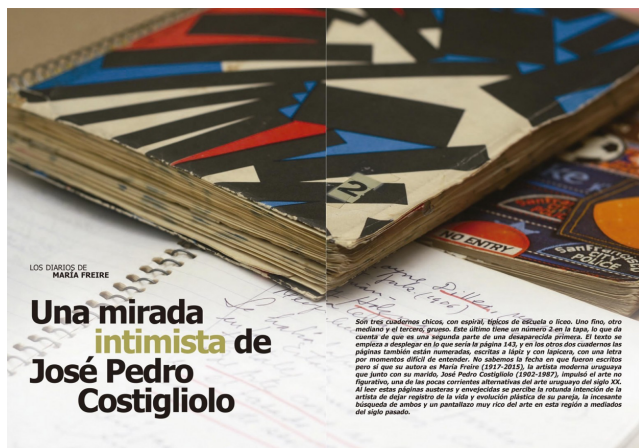 2
NO ENTRY
SanFrancisco
POLICY
LOS DIARIOS DE
MARÍA FREIRE
Una mirada
intimista de
José Pedro
Costigliolo
Son tres cuadernos chicos, con espiral, típicos de escuela o liceo. Uno fino, otro
mediano y el tercero, grueso. Este último tiene un número 2 en la tapa, lo que da
cuenta de que es una segunda parte de una desaparecida primera. El texto se
empieza a desplegar en lo que sería la página 143, y en los otros dos cuadernos las
páginas también están numeradas, escritas a lápiz y con lapicera, con una letra
por momentos difícil de entender. No sabemos la fecha en que fueron escritos
pero sí que su autora es María Freire (1917-2015), la artista moderna uruguaya
que junto con su marido, José Pedro Costigliolo (1902-1987), impulsó el arte no
figurativo, una de las pocas corrientes alternativas del arte uruguayo del siglo XX.
Al leer estas páginas austeras y envejecidas se percibe la rotunda intención de la
artista de dejar registro de la vida y evolución plástica de su pareja, la incesante
búsqueda de ambos y un pantallazo muy rico del arte en esta región a mediados
del siglo pasado.